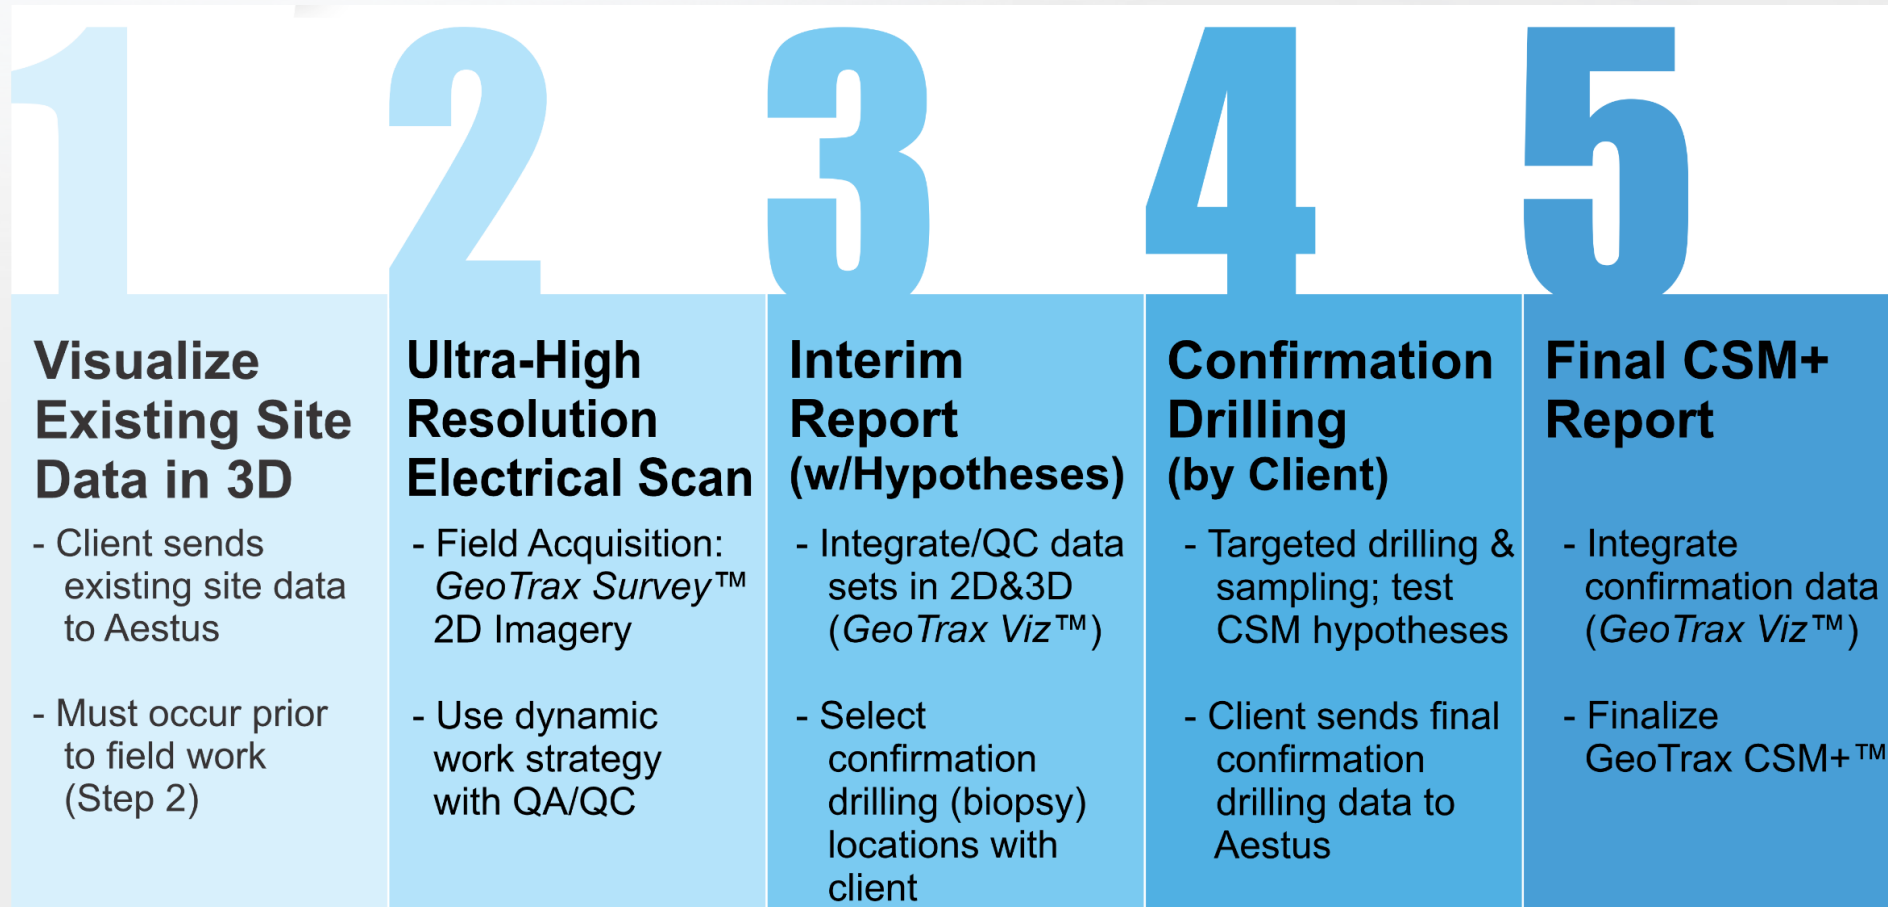 1
Visualize
Existing Site
Data in 3D
- Client sends
existing site data
to Aestus
- Must occur prior
to field work
(Step 2)
2
Ultra-High
Resolution
Electrical Scan
- Field Acquisition:
GeoTrax Survey™
2D Imagery
- Use dynamic
work strategy
with QA/QC
3
Interim
Report
(w/Hypotheses)
- Integrate/QC data
sets in 2D&3D
(GeoTrax Viz™)
- Select
confirmation
drilling (biopsy)
locations with
client
4
Confirmation
Drilling
(by Client)
- Targeted drilling &
sampling; test
CSM hypotheses
- Client sends final
confirmation
drilling data to
Aestus
5
Final CSM+
Report
- Integrate
confirmation data
(GeoTrax Viz™)
- Finalize
GeoTrax CSM+™